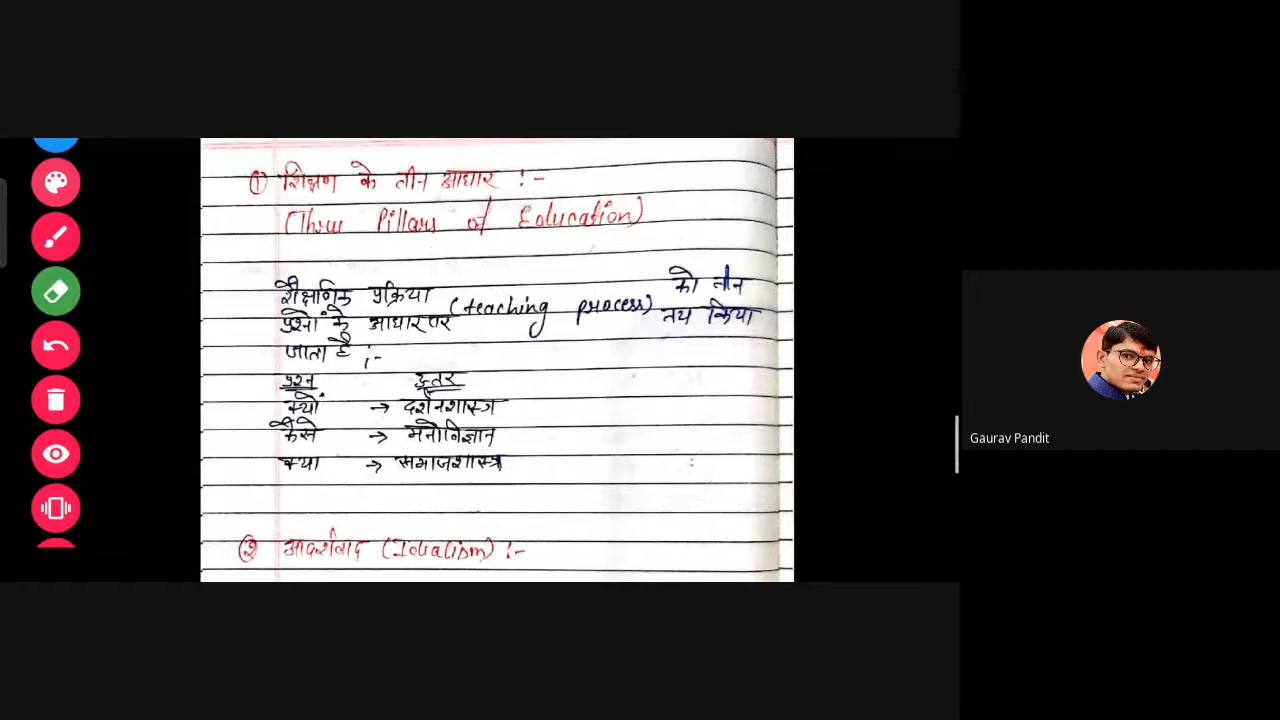 ① शिक्षण के तीन आधार :-
(Three Pillars of Education)
शैक्षणिक प्रक्रिया (teaching process) को तीन
प्रश्नों के आधार पर तय किया
जाता है :-
प्रश्न उत्तर
क्यों → दर्शनशास्त्र
कैसे → मनोविज्ञान
क्या → समाजशास्त्र
② आदर्शवाद (Idealism) :-
Gaurav Pandit